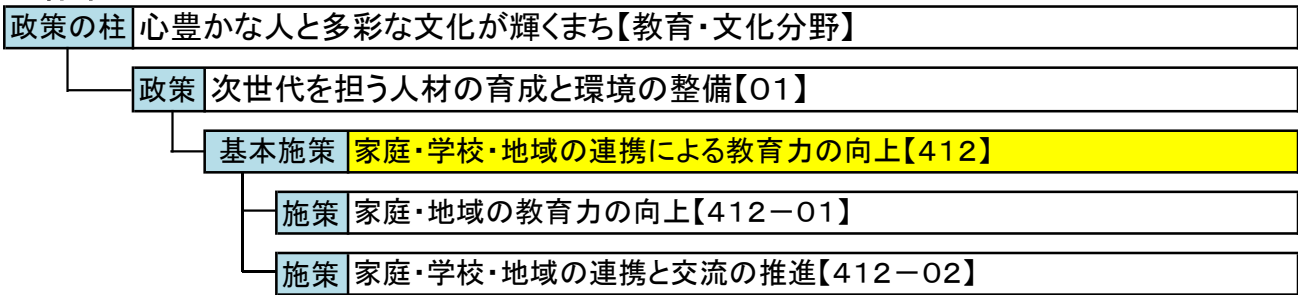 政策の柱 心豊かな人と多彩な文化が輝くまち【教育・文化分野】
政策 次世代を担う人材の育成と環境の整備【０１】
基本施策 家庭・学校・地域の連携による教育力の向上【４１２】
施策 家庭・地域の教育力の向上【４１２－０１】
施策 家庭・学校・地域の連携と交流の推進【４１２－０２】